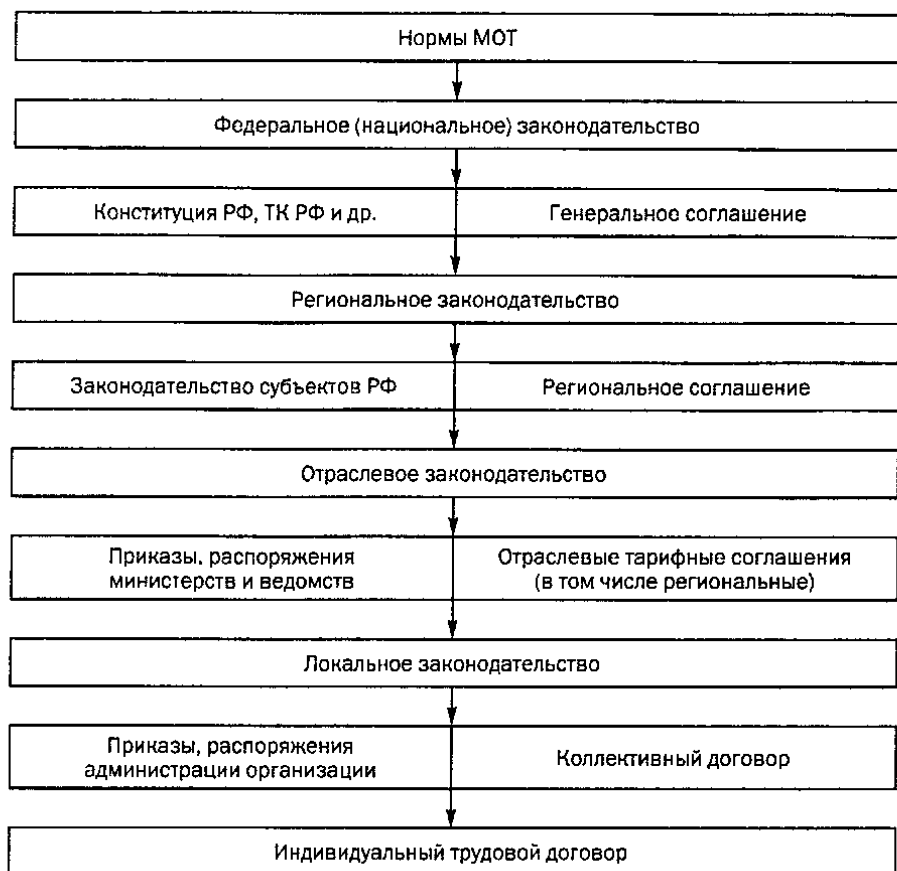 Нормы МОТ
Федеральное (национальное) законодательство
Конституция РФ, ТК РФ и др.
Генеральное соглашение
Региональное законодательство
Законодательство субъектов РФ
Региональное соглашение
Отраслевое законодательство
Приказы, распоряжения
министерств и ведомств
Отраслевые тарифные соглашения
(в том числе региональные)
Локальное законодательство
Приказы, распоряжения
администрации организации
Коллективный договор
Индивидуальный трудовой договор